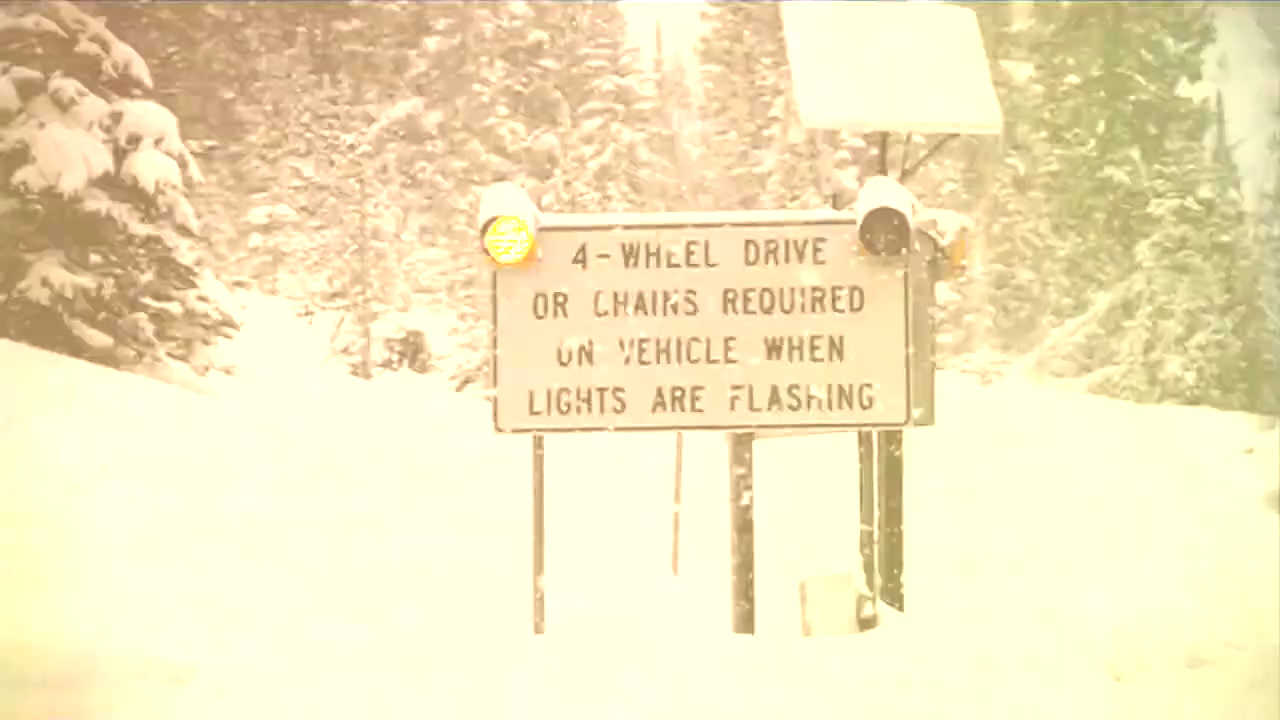 4-WHEEL DRIVE
OR CHAINS REQUIRED
ON VEHICLE WHEN
LIGHTS ARE FLASHING